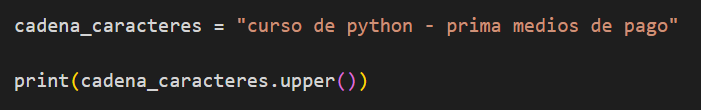 cadena_caracteres = "curso de python - prima medios de pago"
print(cadena_caracteres.upper())